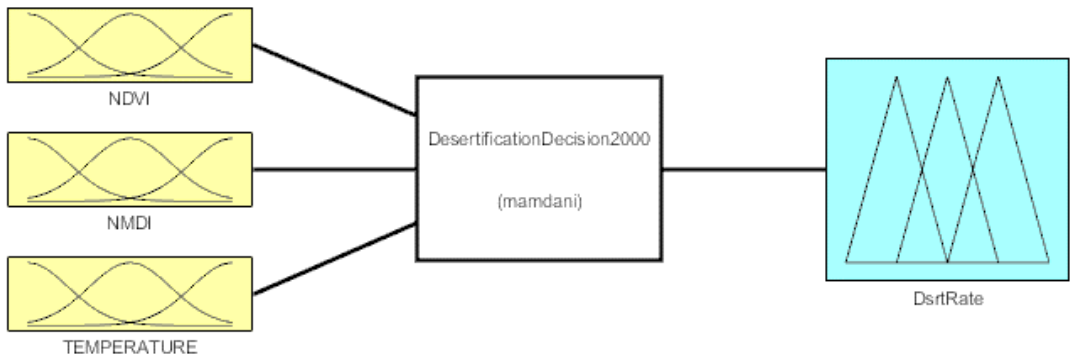 NDVI
NMDI
TEMPERATURE
DesertificationDecision2000
(mamdani)
DsrtRate